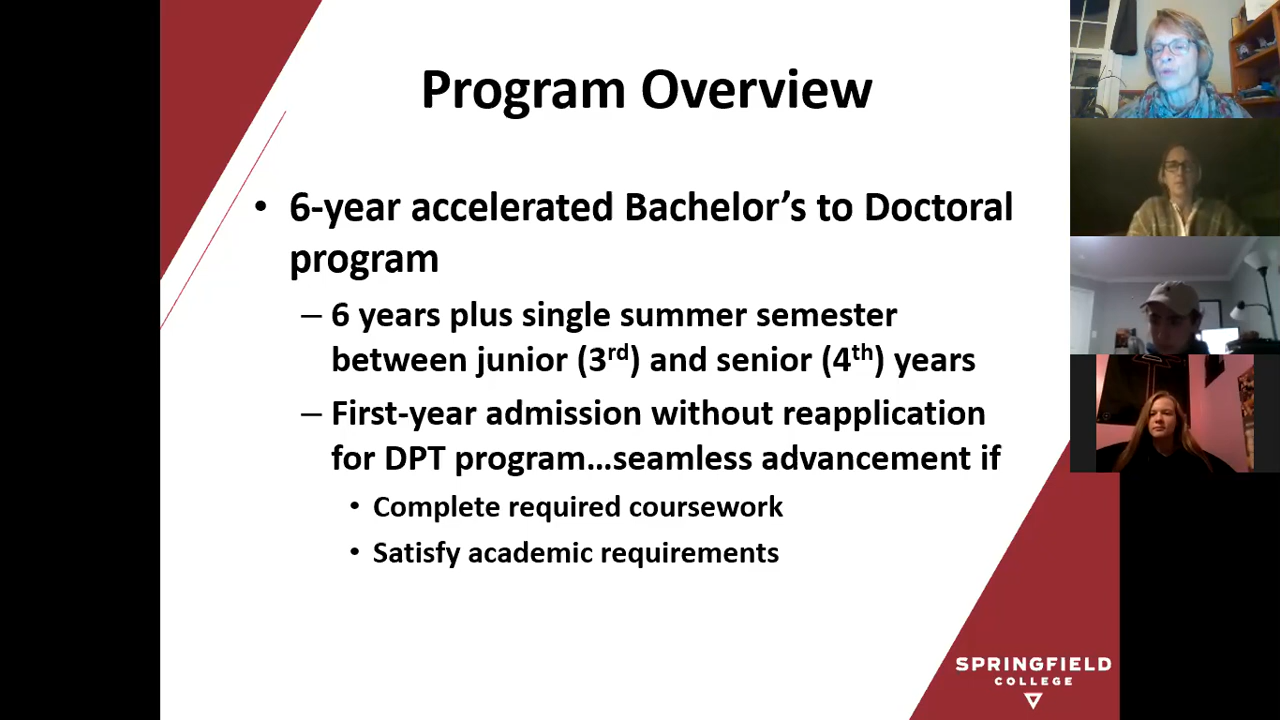 Program Overview
• 6-year accelerated Bachelor's to Doctoral
program
– 6 years plus single summer semester
between junior (3rd) and senior (4th) years
– First-year admission without reapplication
for DPT program...seamless advancement if
• Complete required coursework
• Satisfy academic requirements
SPRINGFIELD
COLLEGE